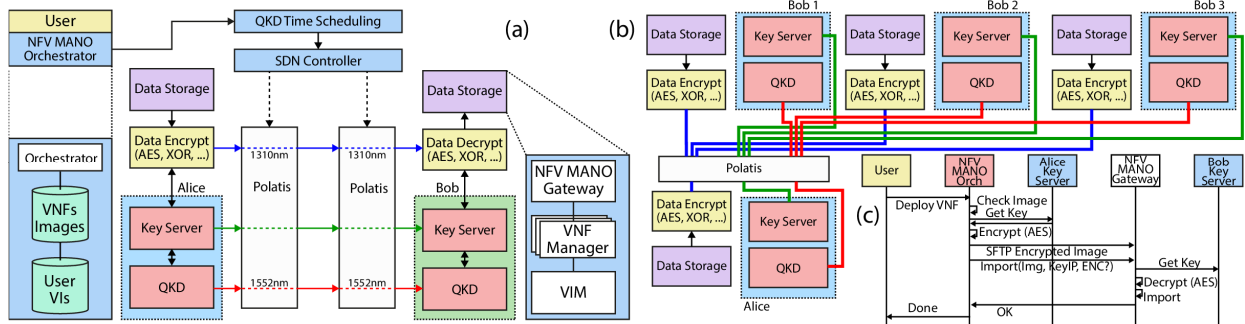 User
NFV MANO
Orchestrator
QKD Time Scheduling
SDN Controller
(a)
Data Storage
Data Storage
Data Encrypt
(AES, XOR, ...)
Data Decrypt
(AES, XOR, ...)
1310nm
1310nm
Polatis
Polatis
Alice
Bob
Key Server
Key Server
QKD
QKD
1552nm
1552nm
Orchestrator
VNFs
Images
User
VIs
NFV MANO
Gateway
VNF
Manager
VIM
(b)
Bob 1
Bob 2
Bob 3
Data Storage
Key Server
Data Storage
Key Server
Data Storage
Key Server
Data Encrypt
(AES, XOR, ...)
QKD
Data Encrypt
(AES, XOR, ...)
QKD
Data Encrypt
(AES, XOR, ...)
QKD
Polatis
Data Encrypt
(AES, XOR, ...)
Key Server
Data Storage
QKD
Alice
(c)
User
NFV
MANO
Orch
Alice
Key
Server
NFV
MANO
Gateway
Bob
Key
Server
Deploy VNF
Check Image
Get Key
Encrypt (AES)
SFTP Encrypted Image
Import(Img, KeyIP, ENC?)
Get Key
Decrypt (AES)
Import
Done
OK